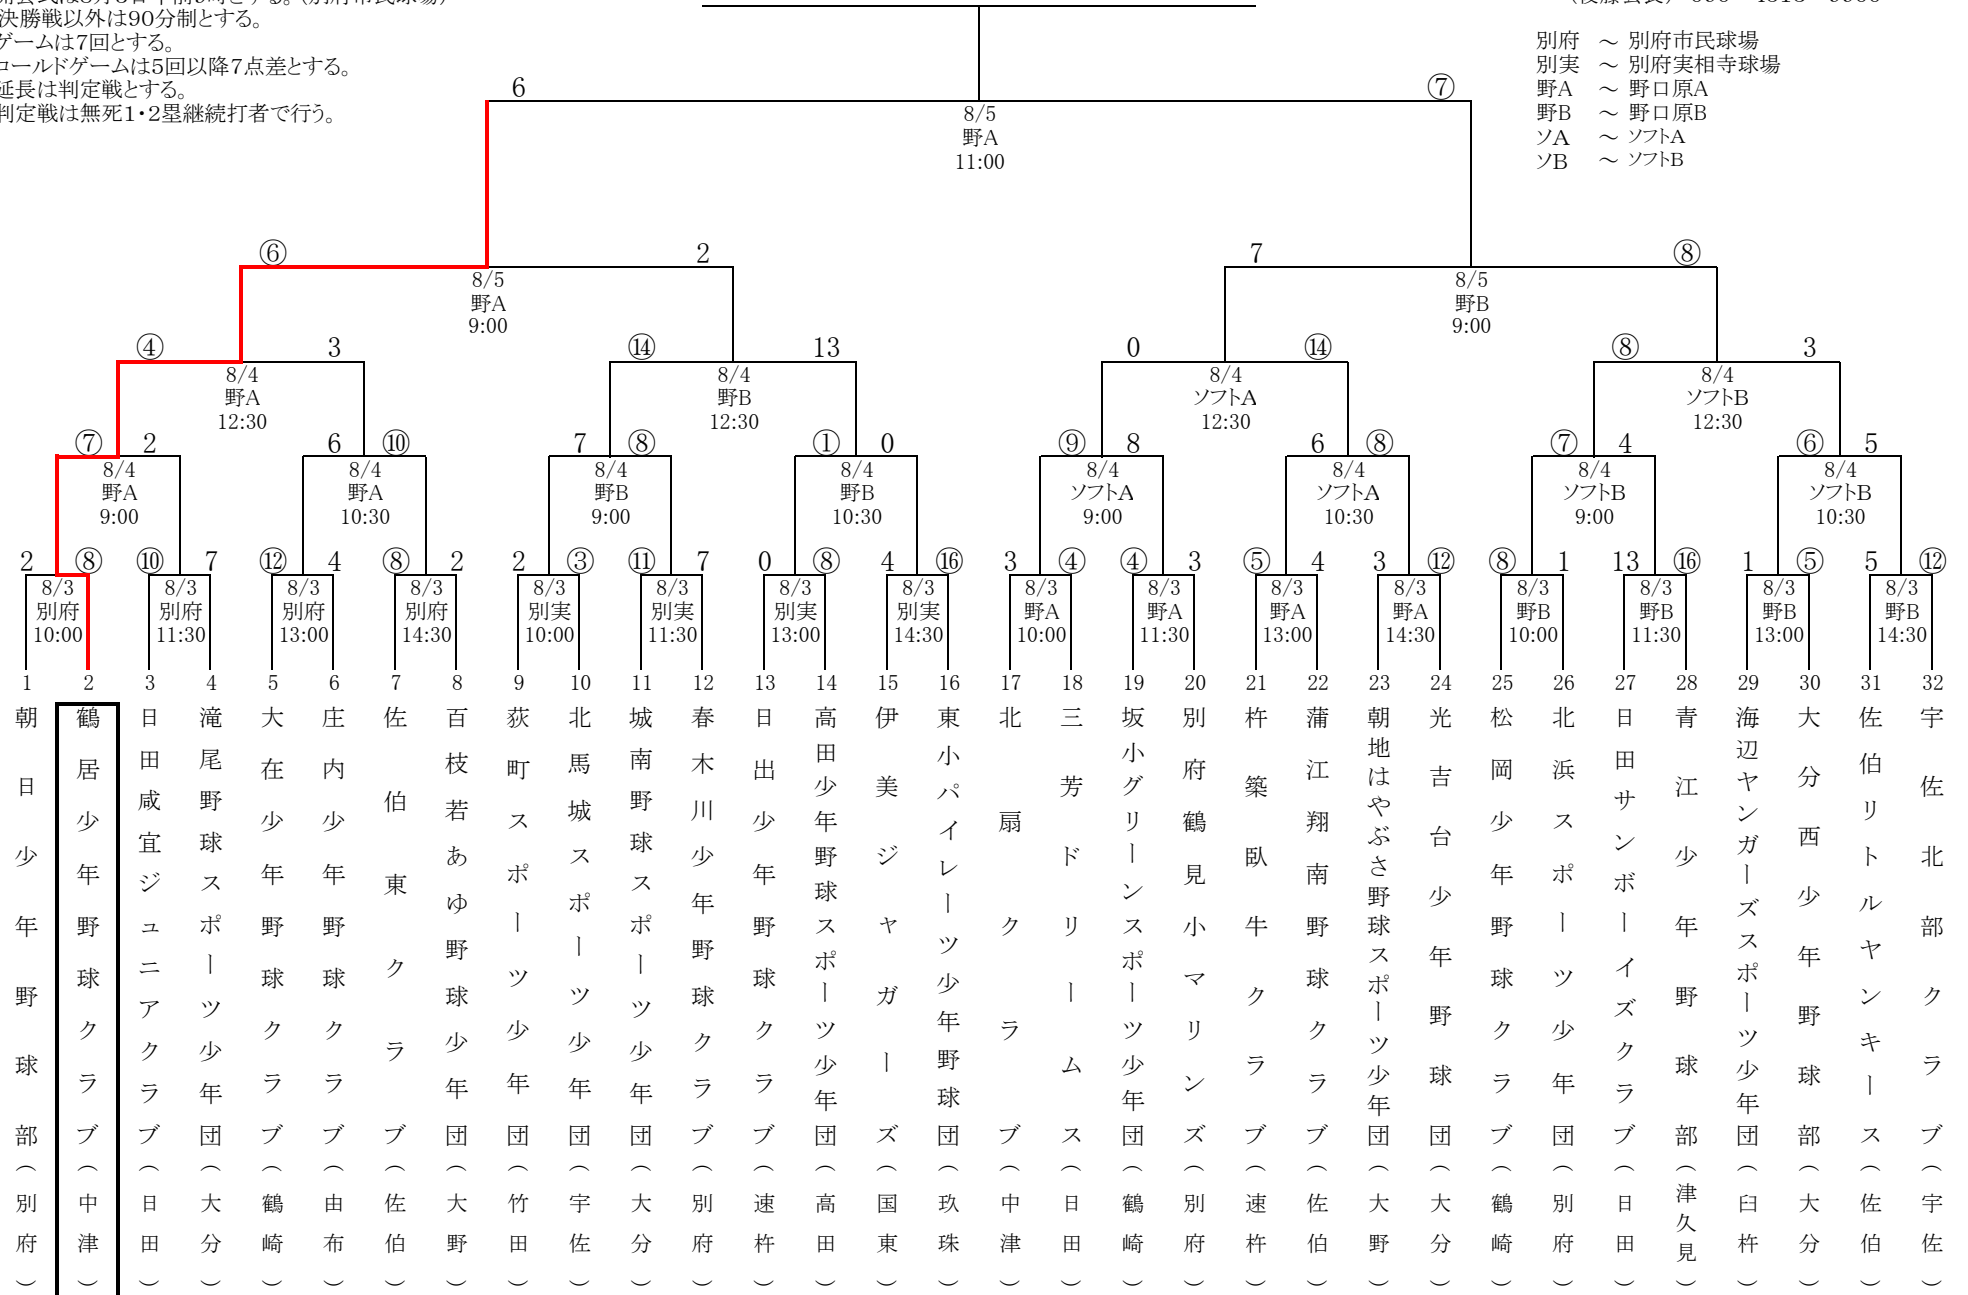 決勝戦以外は90分制とする。
ゲームは7回とする。
コールドゲームは5回以降7点差とする。
延長は判定戦とする。
判定戦は無死1・2塁継続打者で行う。
別府 ～ 別府市民球場
別実 ～ 別府実相寺球場
野A ～ 野口原A
野B ～ 野口原B
ソA ～ ソフトA
ソB ～ ソフトB
6 ⑦
8/5
野A
11:00
⑥ 2 7 ⑧
8/5 8/5
野A 野B
9:00 9:00
④ 3 ⑭ 13 0 ⑭ ⑧ 3
8/4 8/4 8/4 8/4
野A 野B ソフトA ソフトB
12:30 12:30 12:30 12:30
⑦ 2 6 ⑩ 7 ⑧ ① 0 ⑨ 8 6 ⑧ ⑦ 4 ⑥ 5
8/4 8/4 8/4 8/4 8/4 8/4 8/4 8/4
野A 野A 野B 野B ソフトA ソフトA ソフトB ソフトB
9:00 10:30 9:00 10:30 9:00 10:30 9:00 10:30
2 ⑧ ⑩ 7 ⑫ 4 ⑧ 2 2 ③ ⑪ 7 0 ⑧ 4 ⑯ 3 ④ ④ 3 ⑤ 4 3 ⑫ ⑧ 1 13 ⑯ 1 ⑤ 5 ⑫
8/3 8/3 8/3 8/3 8/3 8/3 8/3 8/3 8/3 8/3 8/3 8/3 8/3 8/3 8/3 8/3
別府 別府 別府 別府 別実 別実 別実 別実 野A 野A 野A 野A 野B 野B 野B 野B
10:00 11:30 13:00 14:30 10:00 11:30 13:00 14:30 10:00 11:30 13:00 14:30 10:00 11:30 13:00 14:30
1 朝日少年野球部（別府）
2 鶴居少年野球クラブ（中津）
3 日田咸宜ジュニアクラブ（日田）
4 滝尾野球スポーツ少年団（大分）
5 大在少年野球クラブ（鶴崎）
6 庄内少年野球クラブ（由布）
7 佐伯東クラブ（佐伯）
8 百枝若あゆ野球少年団（大野）
9 荻町スポーツ少年団（竹田）
10 北馬城スポーツ少年団（宇佐）
11 城南野球スポーツ少年団（大分）
12 春木川少年野球クラブ（別府）
13 日出少年野球クラブ（速杵）
14 高田少年野球スポーツ少年団（高田）
15 伊美ジャガーズ（国東）
16 東小パイレーツ少年野球団（玖珠）
17 北扇クラブ（中津）
18 三芳ドリームス（日田）
19 坂小グリーンスポーツ少年団（鶴崎）
20 別府鶴見小マリンズ（別府）
21 杵築臥牛クラブ（速杵）
22 蒲江翔南野球クラブ（佐伯）
23 朝地はやぶさ野球スポーツ少年団（大野）
24 光吉台少年野球団（大分）
25 松岡少年野球クラブ（鶴崎）
26 北浜スポーツ少年団（別府）
27 日田サンボーイズクラブ（日田）
28 青江少年野球部（津久見）
29 海辺ヤンガーズスポーツ少年団（臼杵）
30 大分西少年野球部（大分）
31 佐伯リトルヤンキース（佐伯）
32 宇佐北部クラブ（宇佐）